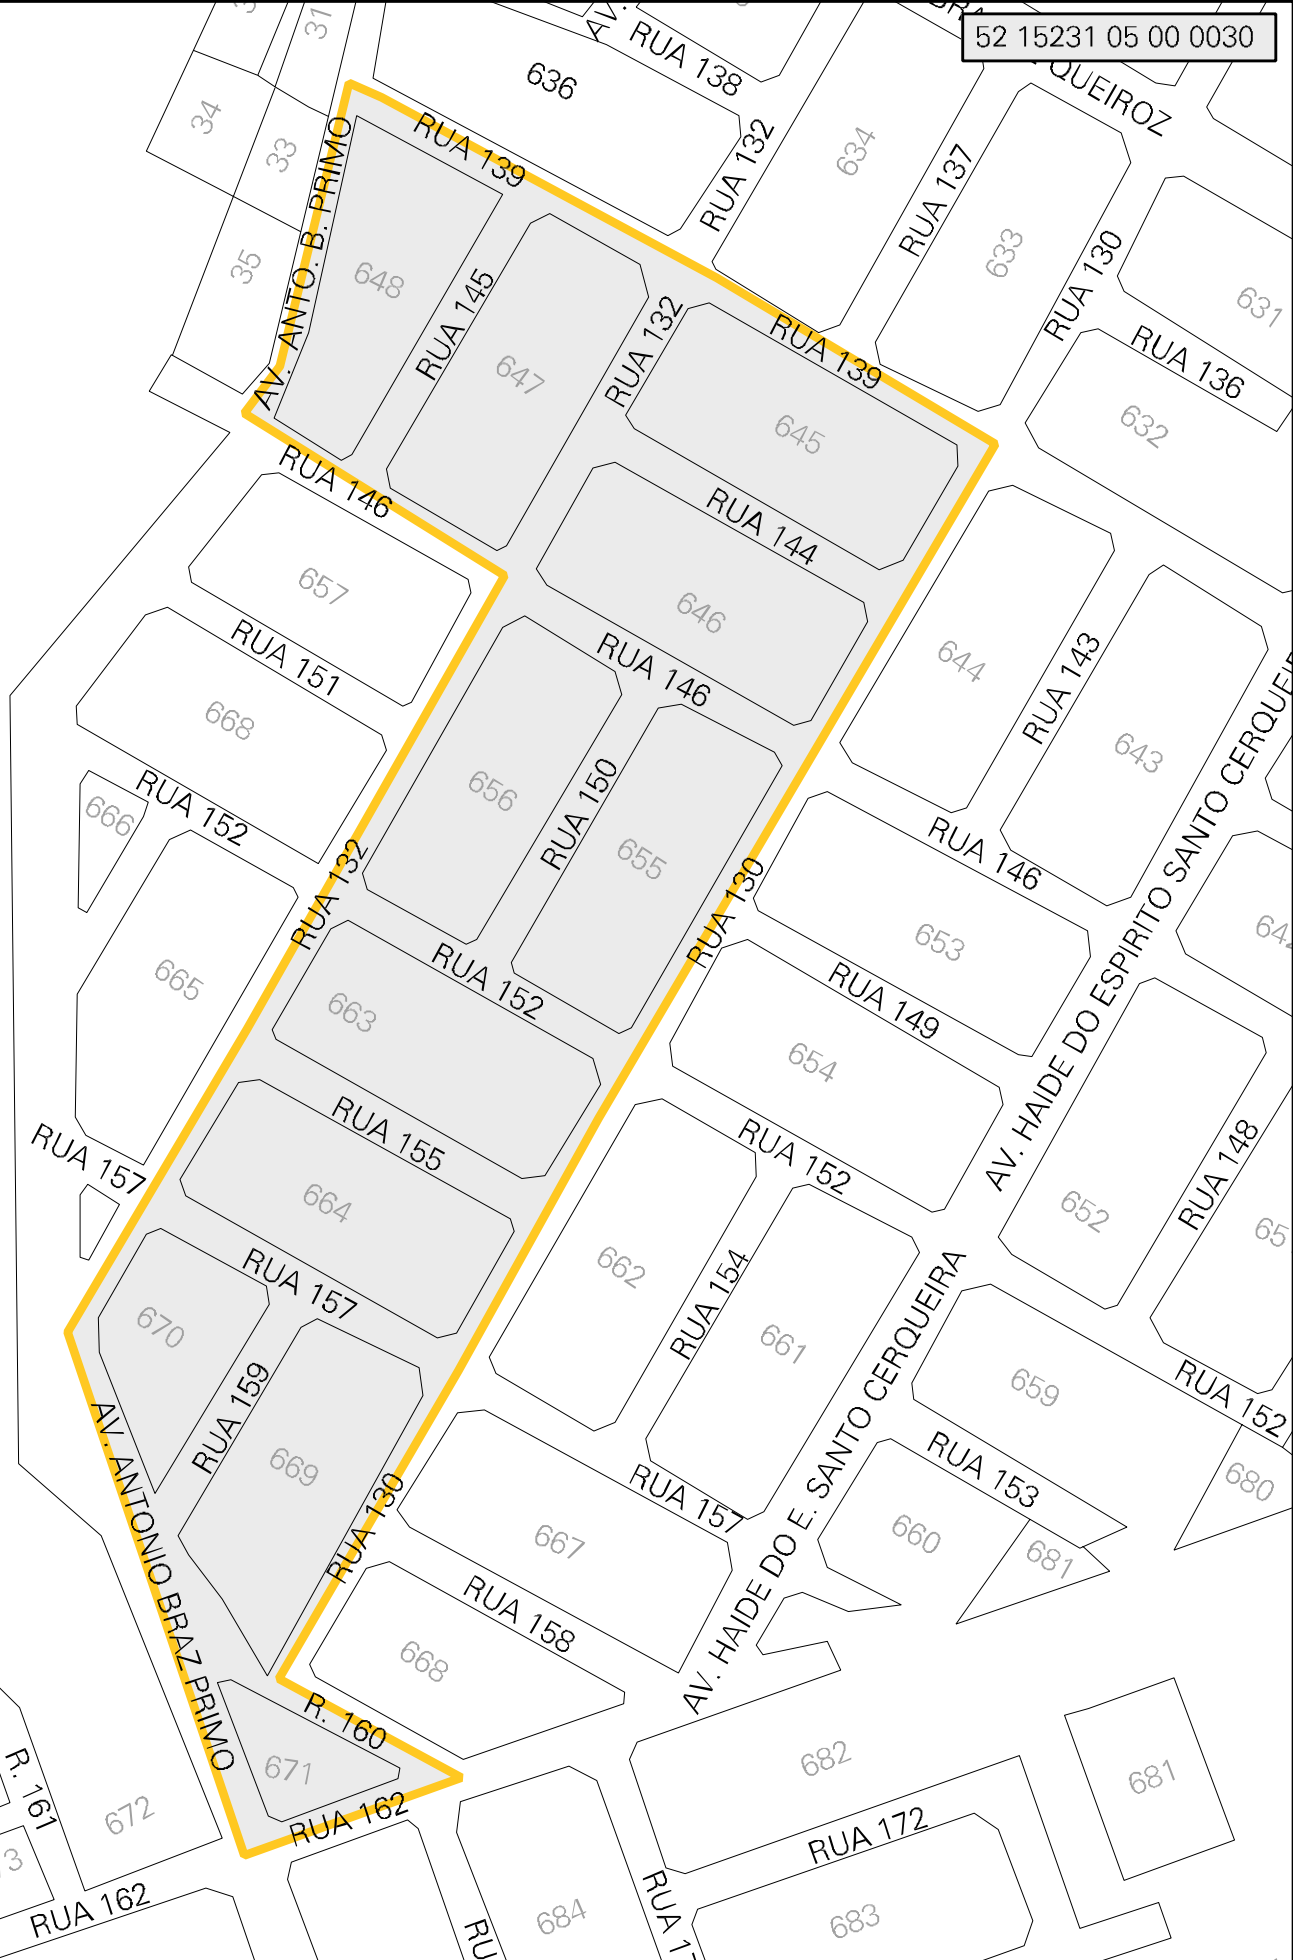 52 15231 05 00 0030
31
RUA 138
636
QUEIROZ
34
33
AV. ANTO. B. PRIMO
RUA 139
RUA 132
634
RUA 137
633
RUA 130
631
35
648
RUA 145
647
RUA 132
RUA 139
RUA 136
645
632
RUA 146
RUA 144
657
646
RUA 146
644
RUA 143
643
RUA 151
668
666
RUA 152
656
RUA 150
655
RUA 132
RUA 130
RUA 146
653
665
663
RUA 152
RUA 149
654
AV. HAIDE DO ESPIRITO SANTO CERQUEI
RUA 157
RUA 155
664
RUA 152
652
RUA 148
65
670
RUA 157
662
RUA 154
661
659
RUA 152
RUA 159
669
AV. ANTONIO BRAZ PRIMO
RUA 130
RUA 157
AV. HAIDE DO E. SANTO CERQUEIRA
RUA 153
680
667
660
681
RUA 158
668
R. 160
671
RUA 162
682
681
R. 161
672
RUA 172
3
RUA 162
684
683
RU
RUA 17